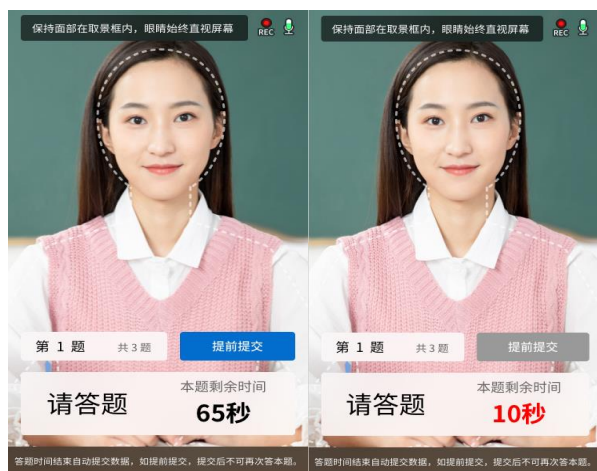 保持面部在取景框内，眼睛始终直视屏幕
REC
第 1 题
共 3 题
提前提交
请答题
本题剩余时间
65秒
答题时间结束自动提交数据，如提前提交，提交后不可再次答本题。
保持面部在取景框内，眼睛始终直视屏幕
REC
第 1 题
共 3 题
提前提交
请答题
本题剩余时间
10秒
答题时间结束自动提交数据，如提前提交，提交后不可再次答本题。